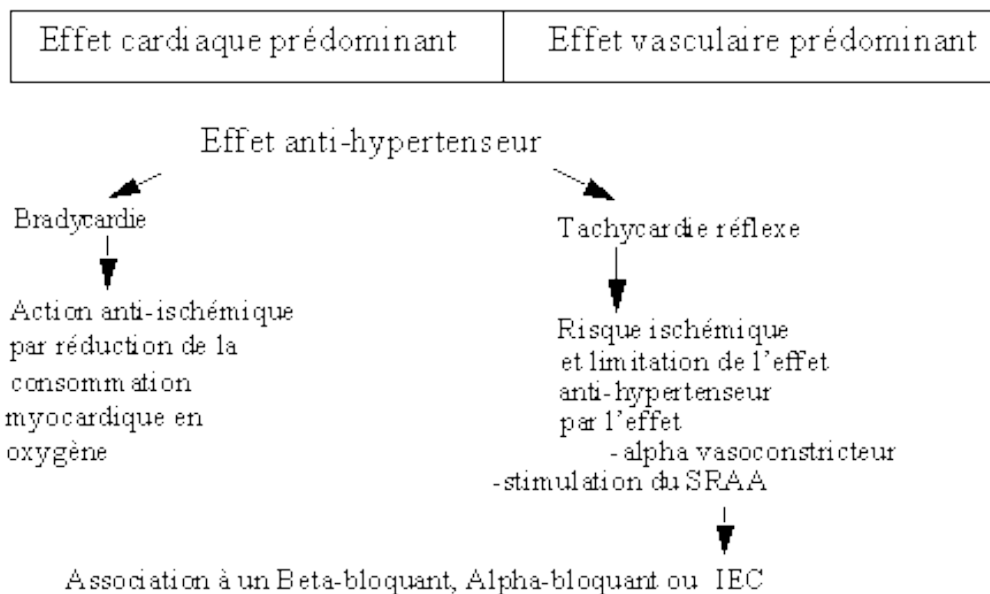 Effet cardiaque prédominant
Effet vasculaire prédominant
Effet anti-hypertenseur
Bradycardie
Action anti-ischémique
par réduction de la
consommation
myocardique en
oxygène
Tachycardie réflexe
Risque ischémique
et limitation de l'effet
anti-hypertenseur
par l'effet
-alpha vasoconstricteur
-stimulation du SRAA
Association à un Beta-bloquant, Alpha-bloquant ou IEC